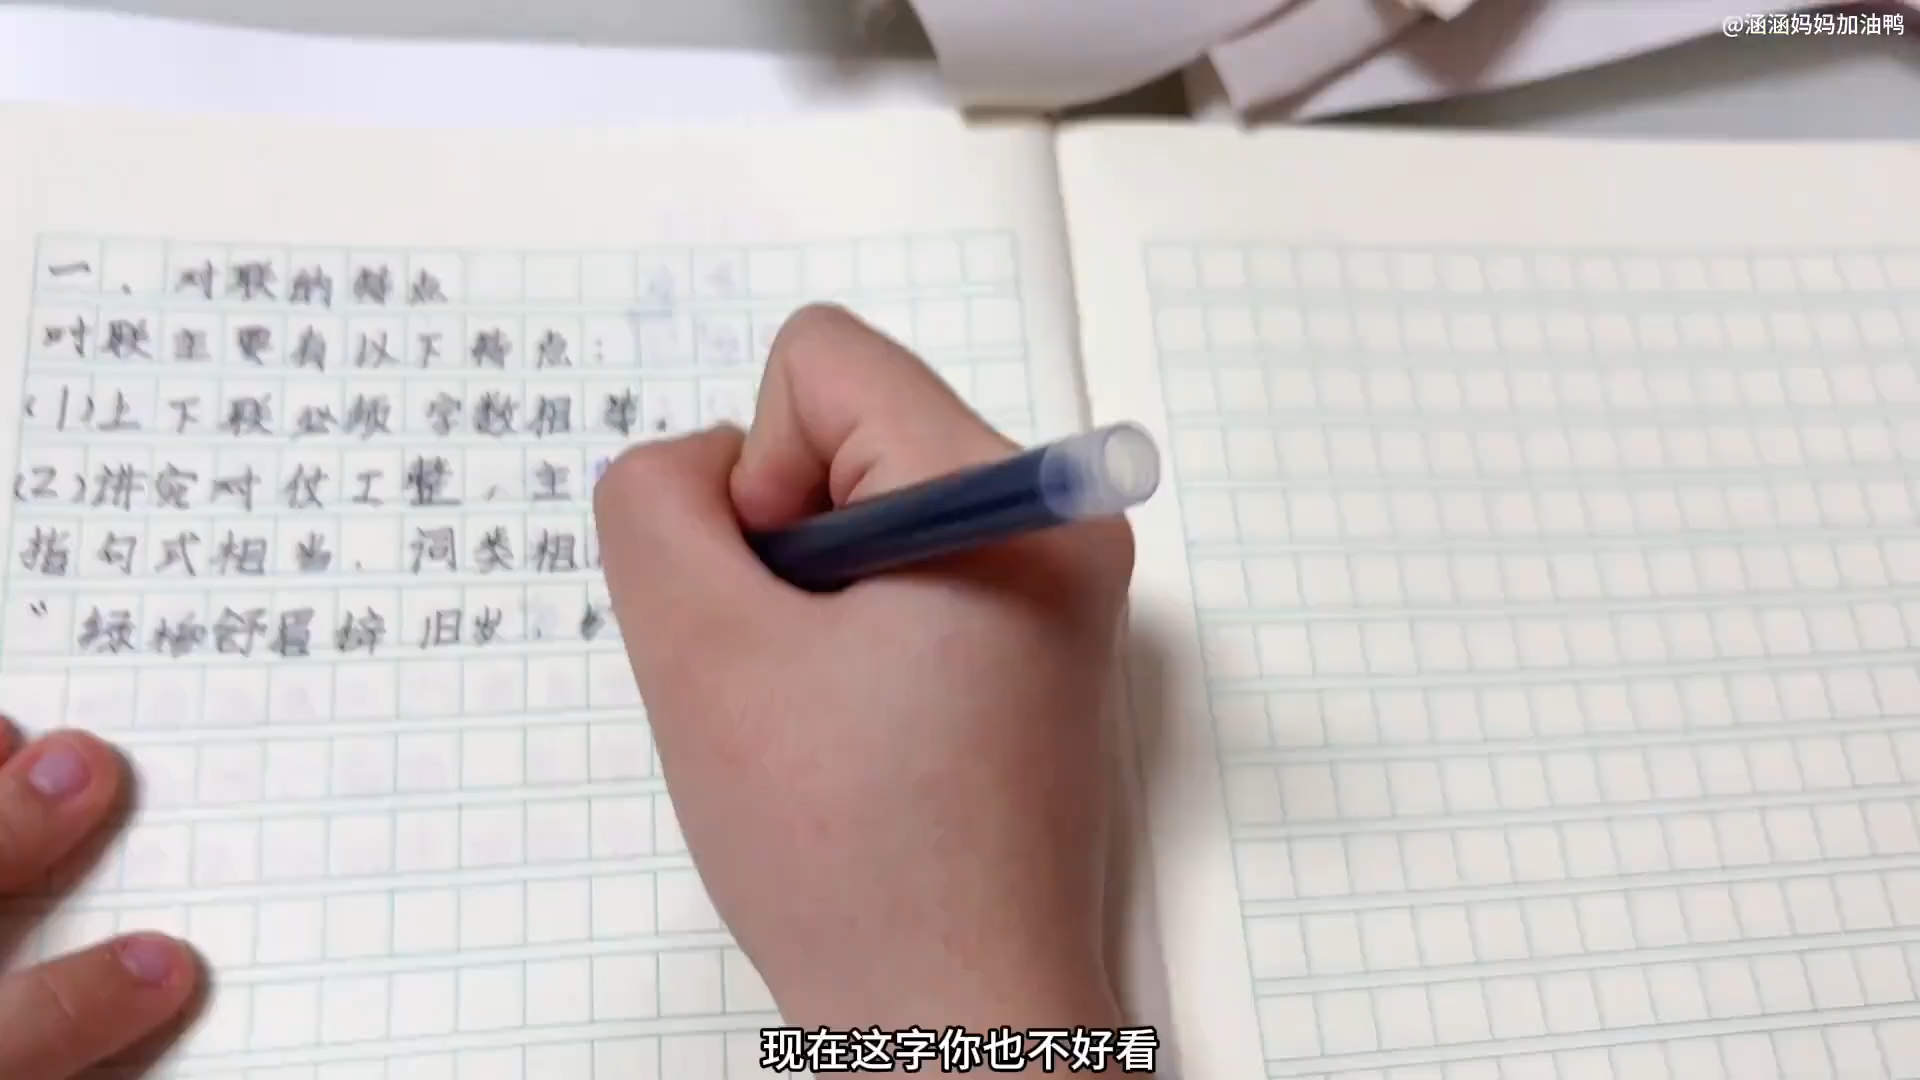 @涵涵妈妈加油鸭
一、对联的特点
对联主要有以下特点：
(1)上下联必须字数相等。
(2)讲究对仗工整，主
指句式相当、词类相
“绿柳舒眉辞旧岁，
现在这字你也不好看